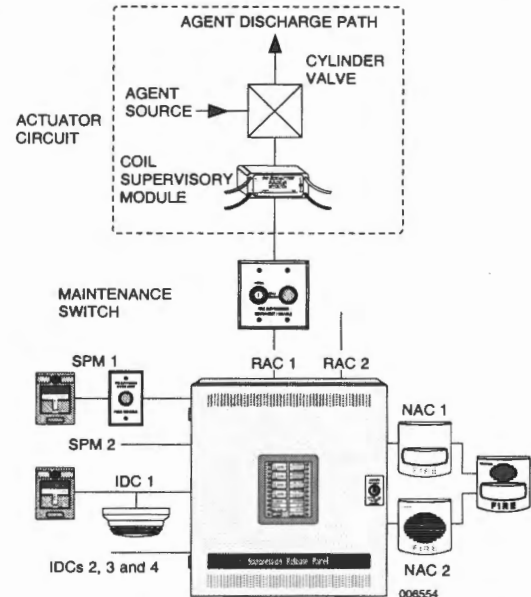 AGENT DISCHARGE PATH
CYLINDER
VALVE
AGENT
SOURCE
ACTUATOR
CIRCUIT
COIL
SUPERVISORY
MODULE
MAINTENANCE
SWITCH
SPM 1
RAC 1
RAC 2
NAC 1
FIRE
SPM 2
IDC 1
FIRE
FIRE
Suppression Release Panel
IDCs 2, 3 and 4
NAC 2
006554